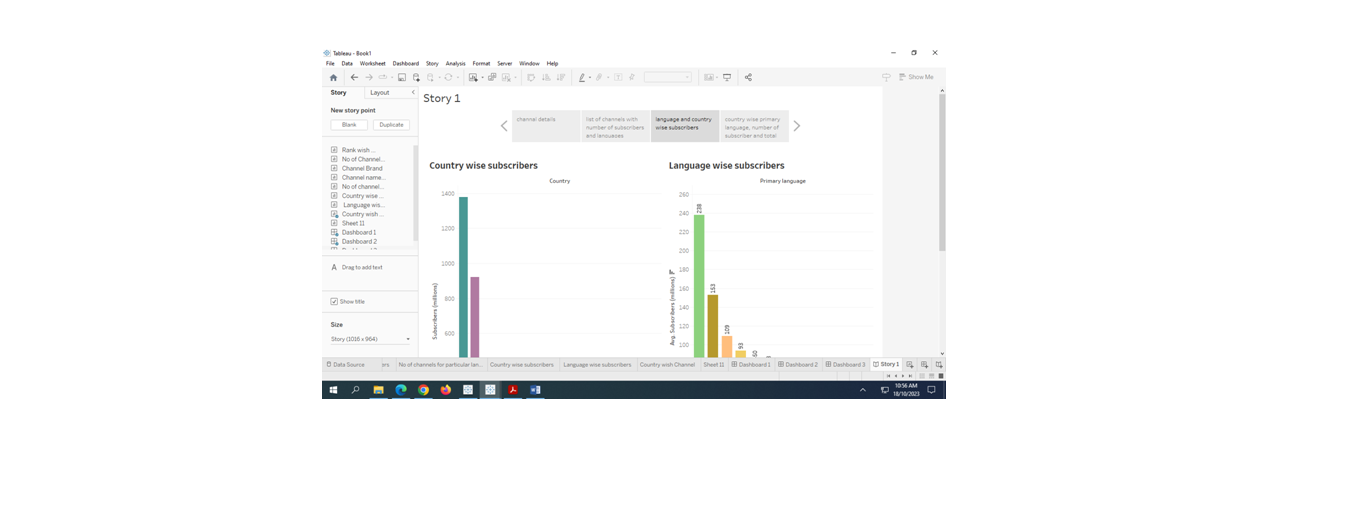 Tableau - Book1
File Data Worksheet Dashboard Story Analysis Format Server Window Help
Show Me
Story Layout
New story point
Blank Duplicate
Rank wish ...
No of Channel...
Channel Brand
Channel name...
No of channel...
Country wise ...
Language wis...
Country wish ...
Sheet 11
Dashboard 1
Dashboard 2
A Drag to add text
Show title
Size
Story (1016 x 964)
Story 1
channel details
list of channels with
number of subscribers
and languages
language and country
wise subscribers
country wise primary
language, number of
subscriber and total
Country wise subscribers
Country
1400
1200
1000
800
600
Subscribers (millions)
Language wise subscribers
Primary language
260
240
220
200
180
160
140
120
100
Avg. Subscribers (millions)
238
153
109
93
60
Data Source ers No of channels for particular lan... Country wise subscribers Language wise subscribers Country wish Channel Sheet 11 Dashboard 1 Dashboard 2 Dashboard 3 Story 1
10:56 AM
18/10/2023